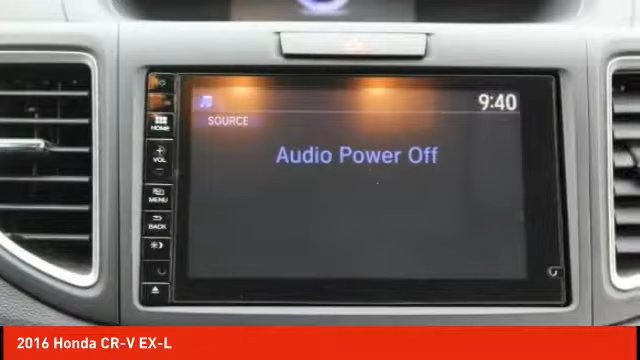 9:40
SOURCE
Audio Power Off
HOME
VOL
MENU
BACK
2016 Honda CR-V EX-L